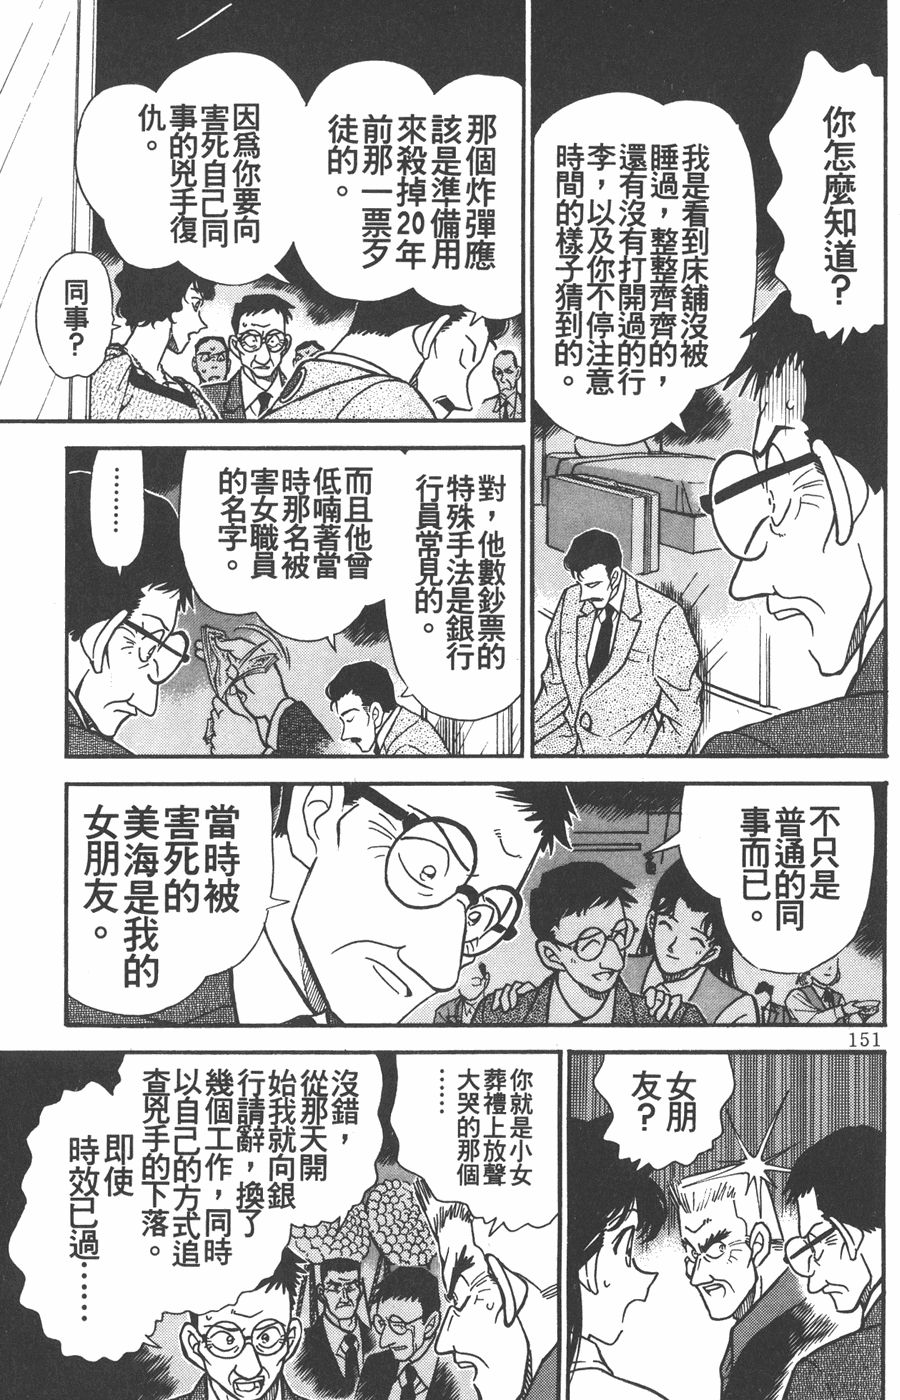 你怎麼知道？
我是看到床舖沒被
睡過，整整齊齊的，
還有沒有打開過的行
李，以及你不停注意
時間的樣子猜到的。
那個炸彈應
該是準備用
來殺掉20年
前那一票歹
徒的。
因為你要向
害死自己同
事的兇手復
仇。
同事？
對，他數鈔票的
特殊手法是銀行
行員常見的。
而且他曾
低喃著當
時那名被
害女職員
的名字。
……
不只是
普通的同
事而已。
當時被
害死的
美海是我的
女朋友。
151
女朋
友？
你就是小女
葬禮上放聲
大哭的那個
……
沒錯，
從那天開
始我就向銀
行請辭，換了
幾個工作，同時
以自己的方式追
查兇手的下落。
即使
時效已過……